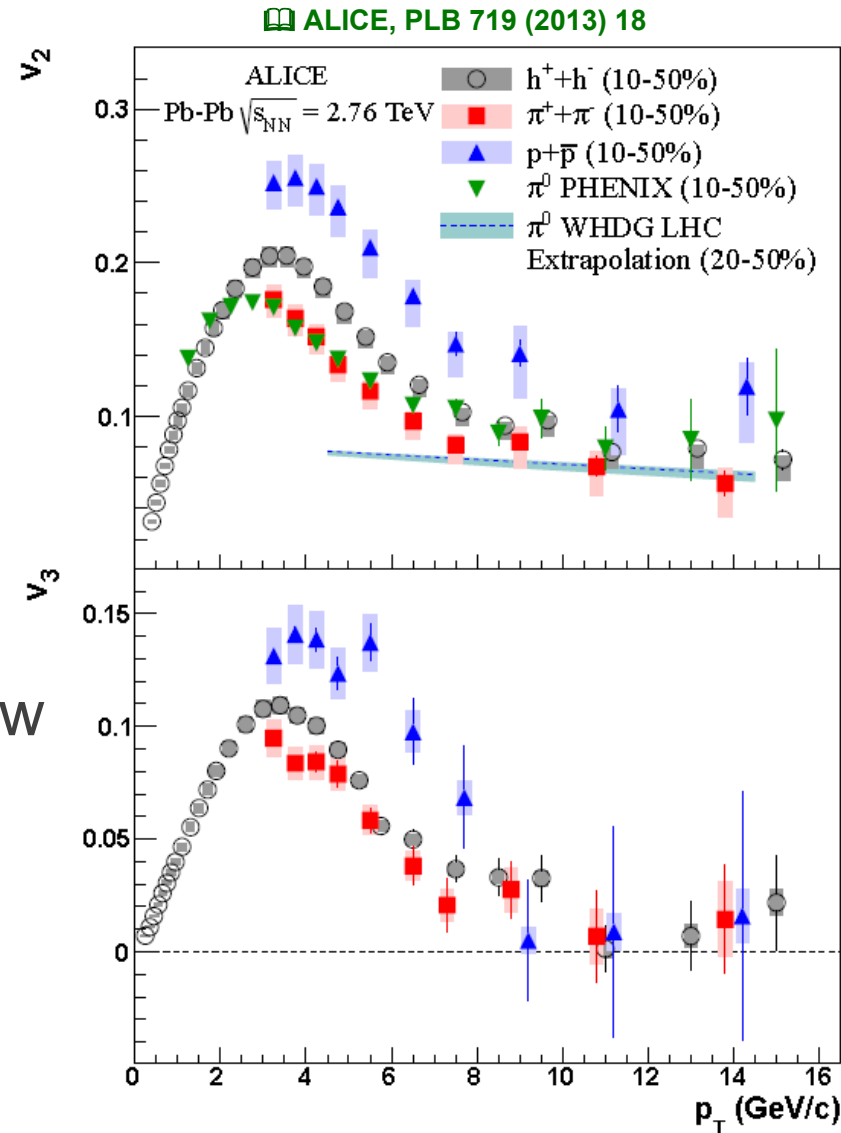 ALICE, PLB 719 (2013) 18
v2
ALICE
Pb-Pb √sNN = 2.76 TeV
h⁺+h⁻ (10-50%)
π⁺+π⁻ (10-50%)
p+p̅ (10-50%)
π⁰ PHENIX (10-50%)
π⁰ WHDG LHC
Extrapolation (20-50%)
0.3
0.2
0.1
v3
0.15
0.1
0.05
0
w
0 2 4 6 8 10 12 14 16
pT (GeV/c)